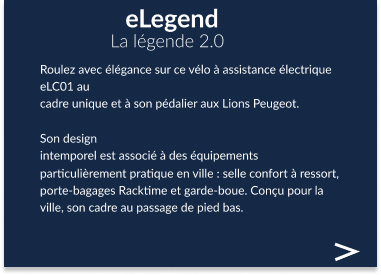 eLegend
La légende 2.0
Roulez avec élégance sur ce vélo à assistance électrique
eLC01 au
cadre unique et à son pédalier aux Lions Peugeot.
Son design
intemporel est associé à des équipements
particulièrement pratique en ville : selle confort à ressort,
porte-bagages Racktime et garde-boue. Conçu pour la
ville, son cadre au passage de pied bas.
>